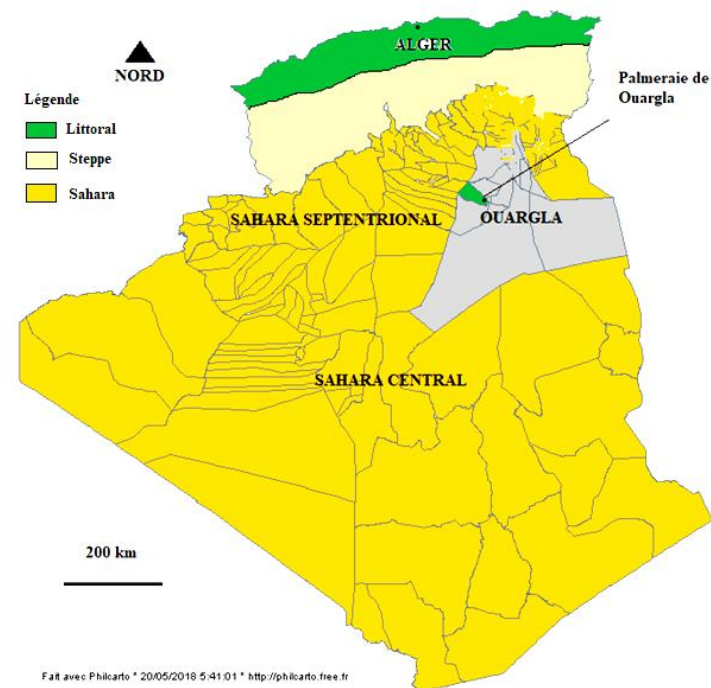 ALGER
NORD
Palmeraie de
Ouargla
Légende
Littoral
Steppe
Sahara
SAHARA SEPTENTRIONAL
OUARGLA
SAHARA CENTRAL
200 km
Fait avec Philcarto * 20/05/2018 5:41:01 * http://philcarto.free.fr